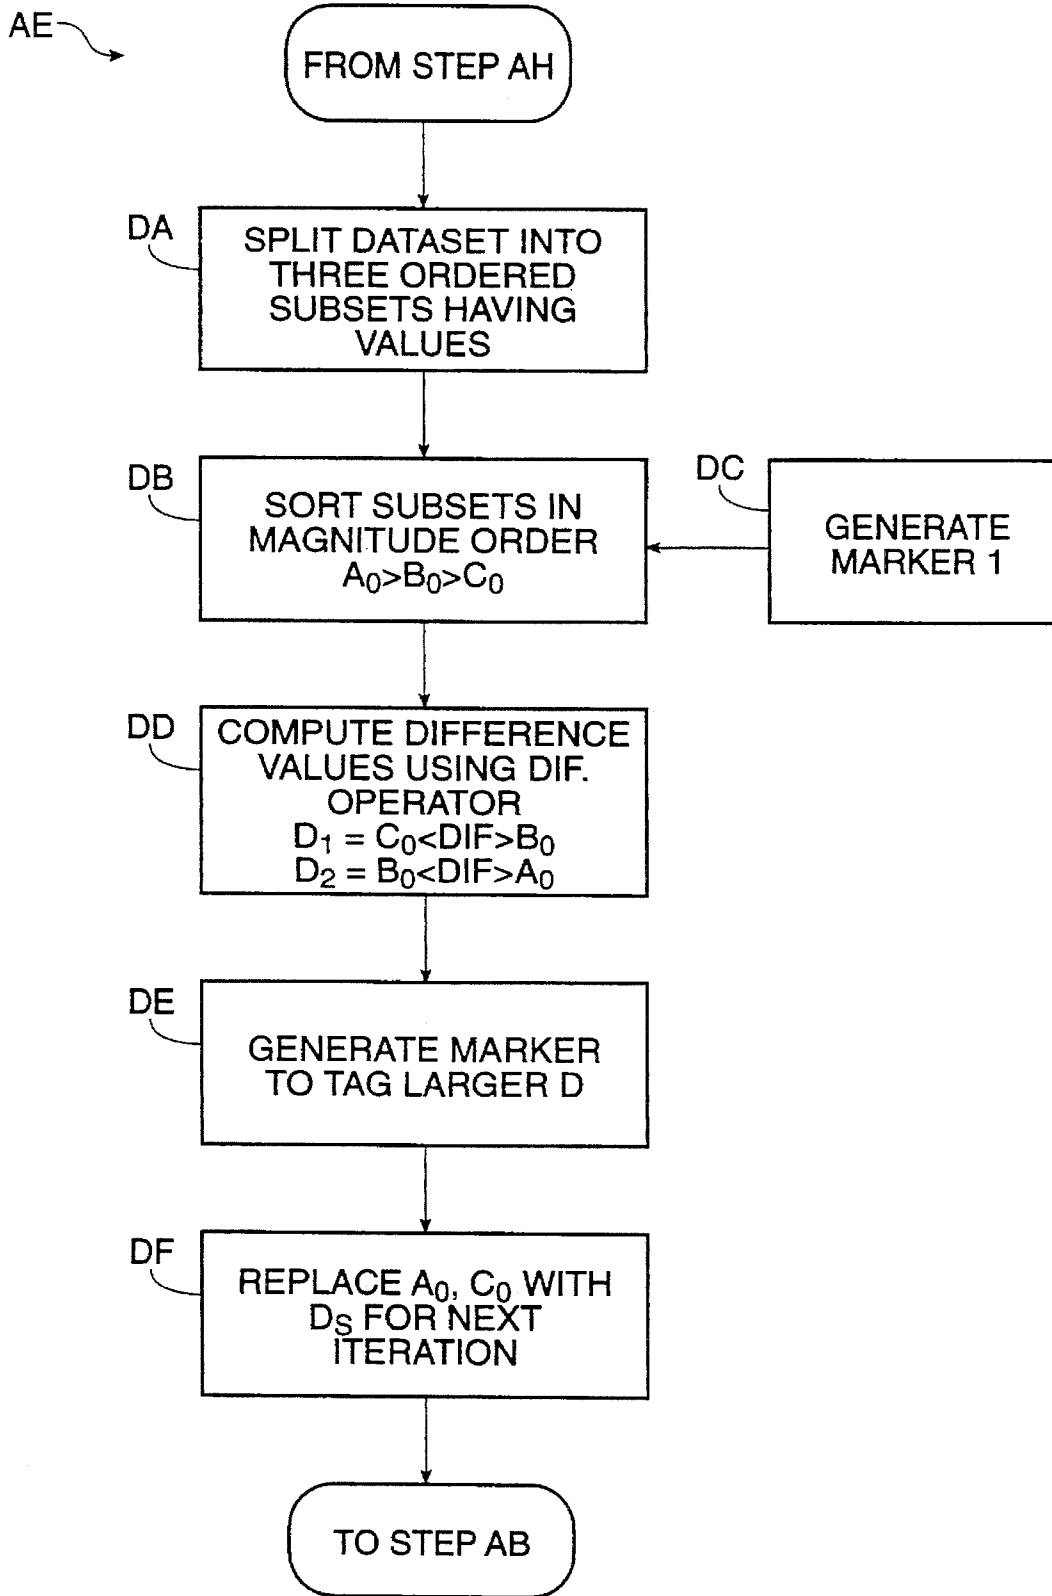 AE
FROM STEP AH
DA
SPLIT DATASET INTO
THREE ORDERED
SUBSETS HAVING
VALUES
DB
SORT SUBSETS IN
MAGNITUDE ORDER
A₀>B₀>C₀
DC
GENERATE
MARKER 1
DD
COMPUTE DIFFERENCE
VALUES USING DIF.
OPERATOR
D₁ = C₀<DIF>B₀
D₂ = B₀<DIF>A₀
DE
GENERATE MARKER
TO TAG LARGER D
DF
REPLACE A₀, C₀ WITH
D_S FOR NEXT
ITERATION
TO STEP AB